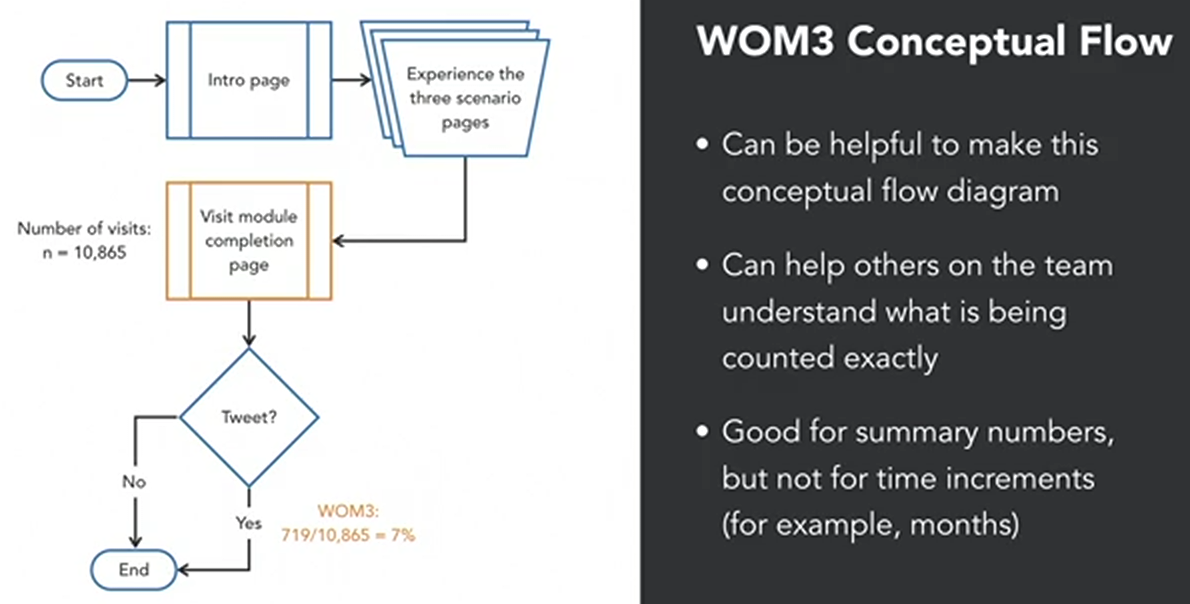 Start
Intro page
Experience the
three scenario
pages
Number of visits:
n = 10,865
Visit module
completion
page
Tweet?
No
Yes
WOM3:
719/10,865 = 7%
End
WOM3 Conceptual Flow
• Can be helpful to make this
conceptual flow diagram
• Can help others on the team
understand what is being
counted exactly
• Good for summary numbers,
but not for time increments
(for example, months)